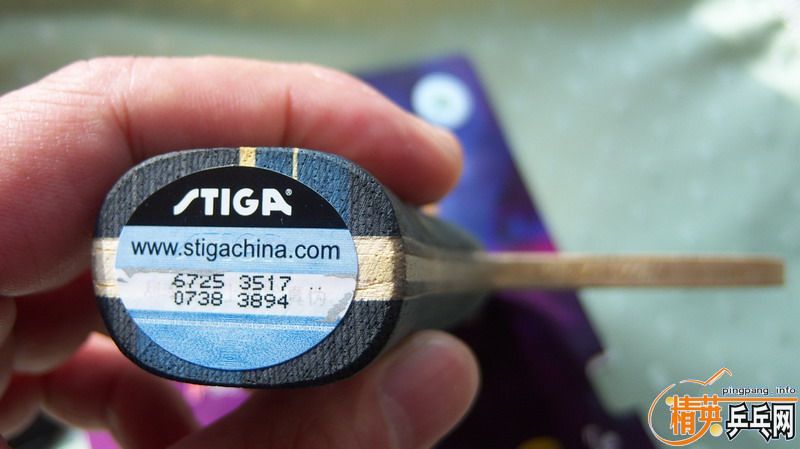 STIGA®
www.stigachina.com
6725 3517
0738 3894
pingpang.info
精英乒乓网